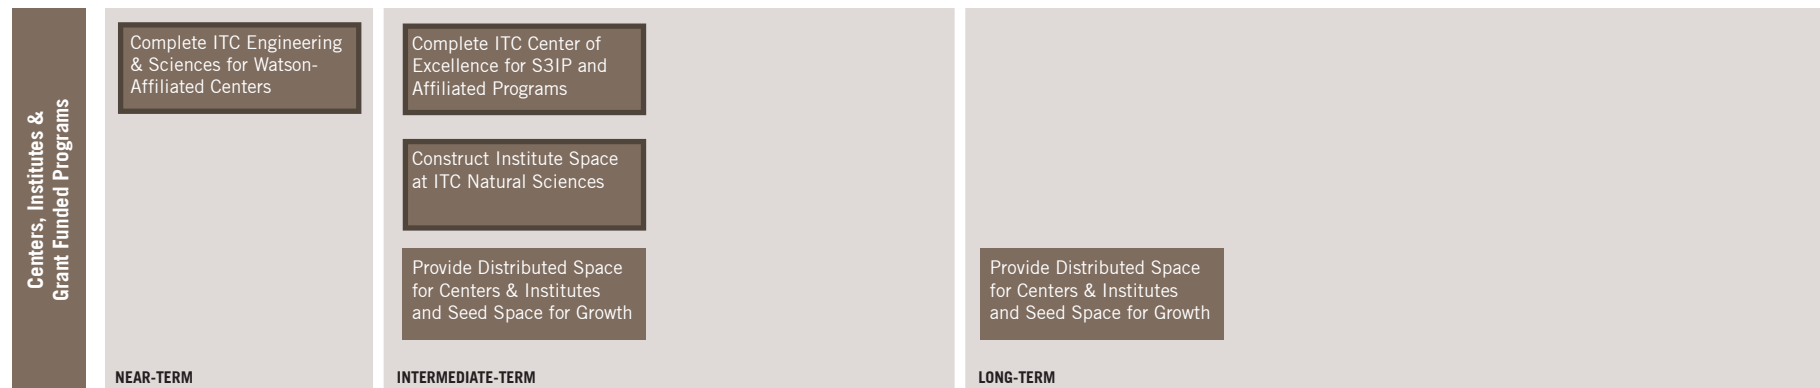 Centers, Institutes &
Grant Funded Programs
Complete ITC Engineering
& Sciences for Watson-
Affiliated Centers
NEAR-TERM
Complete ITC Center of
Excellence for S3IP and
Affiliated Programs
Construct Institute Space
at ITC Natural Sciences
Provide Distributed Space
for Centers & Institutes
and Seed Space for Growth
INTERMEDIATE-TERM
Provide Distributed Space
for Centers & Institutes
and Seed Space for Growth
LONG-TERM